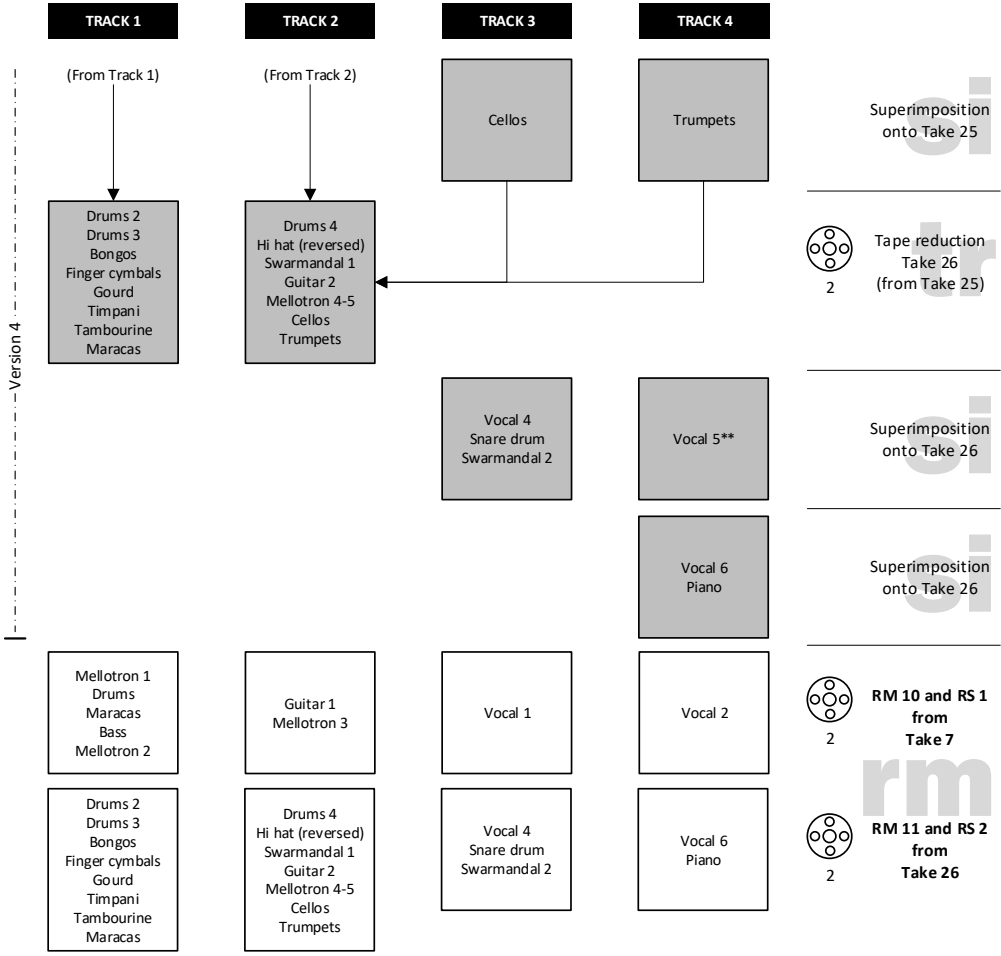 TRACK 1
TRACK 2
TRACK 3
TRACK 4
(From Track 1)
(From Track 2)
Cellos
Trumpets
si
Superimposition
onto Take 25
Drums 2
Drums 3
Bongos
Finger cymbals
Gourd
Timpani
Tambourine
Maracas
Drums 4
Hi hat (reversed)
Swarmandal 1
Guitar 2
Mellotron 4-5
Cellos
Trumpets
2
tr
Tape reduction
Take 26
(from Take 25)
Version 4
Vocal 4
Snare drum
Swarmandal 2
Vocal 5**
si
Superimposition
onto Take 26
Vocal 6
Piano
si
Superimposition
onto Take 26
Mellotron 1
Drums
Maracas
Bass
Mellotron 2
Guitar 1
Mellotron 3
Vocal 1
Vocal 2
2
RM 10 and RS 1
from
Take 7
rm
Drums 2
Drums 3
Bongos
Finger cymbals
Gourd
Timpani
Tambourine
Maracas
Drums 4
Hi hat (reversed)
Swarmandal 1
Guitar 2
Mellotron 4-5
Cellos
Trumpets
Vocal 4
Snare drum
Swarmandal 2
Vocal 6
Piano
2
RM 11 and RS 2
from
Take 26